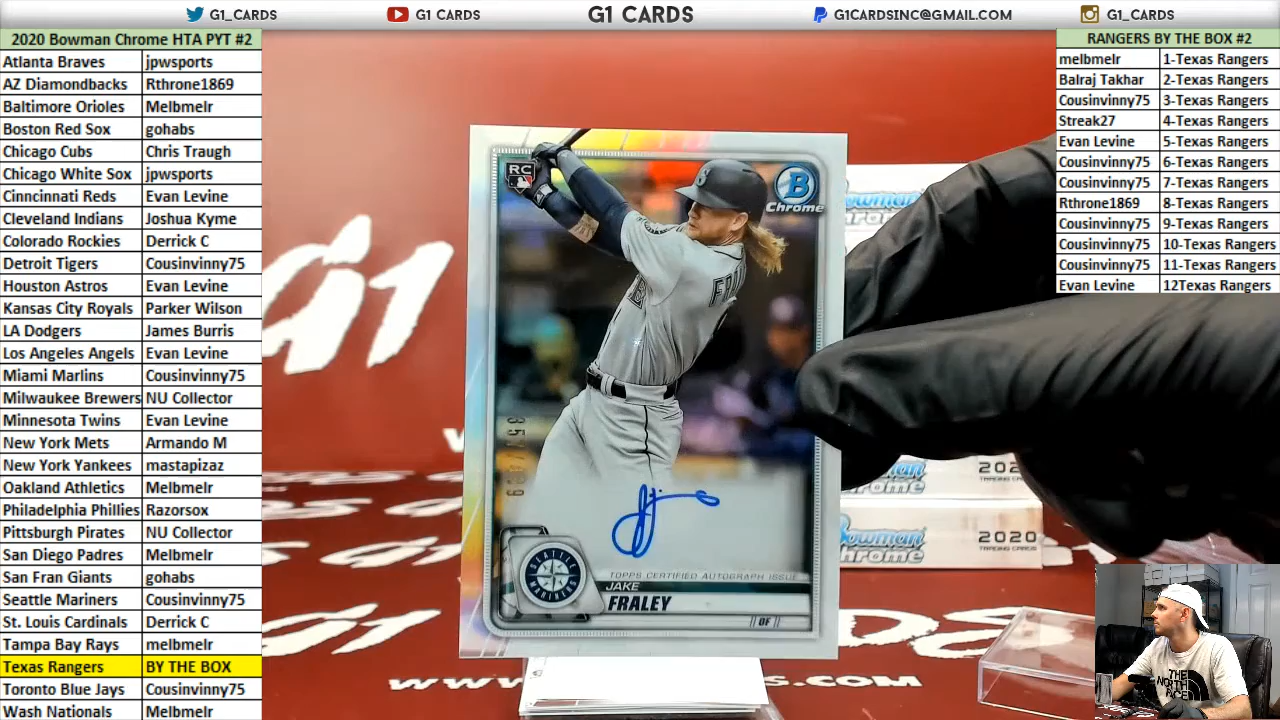 G1_CARDS
G1 CARDS
G1 CARDS
G1CARDSINC@GMAIL.COM
G1_CARDS
2020 Bowman Chrome HTA PYT #2
Atlanta Braves jpwsports
AZ Diamondbacks Rthrone1869
Baltimore Orioles Melbmelr
Boston Red Sox gohabs
Chicago Cubs Chris Traugh
Chicago White Sox jpwsports
Cinncinnati Reds Evan Levine
Cleveland Indians Joshua Kyme
Colorado Rockies Derrick C
Detroit Tigers Cousinvinny75
Houston Astros Evan Levine
Kansas City Royals Parker Wilson
LA Dodgers James Burris
Los Angeles Angels Evan Levine
Miami Marlins Cousinvinny75
Milwaukee Brewers NU Collector
Minnesota Twins Evan Levine
New York Mets Armando M
New York Yankees mastapizaz
Oakland Athletics Melbmelr
Philadelphia Phillies Razorsox
Pittsburgh Pirates NU Collector
San Diego Padres Melbmelr
San Fran Giants gohabs
Seattle Mariners Cousinvinny75
St. Louis Cardinals Derrick C
Tampa Bay Rays melbmelr
Texas Rangers BY THE BOX
Toronto Blue Jays Cousinvinny75
Wash Nationals Melbmelr
RANGERS BY THE BOX #2
melbmelr 1-Texas Rangers
Balraj Takhar 2-Texas Rangers
Cousinvinny75 3-Texas Rangers
Streak27 4-Texas Rangers
Evan Levine 5-Texas Rangers
Cousinvinny75 6-Texas Rangers
Cousinvinny75 7-Texas Rangers
Rthrone1869 8-Texas Rangers
Cousinvinny75 9-Texas Rangers
Cousinvinny75 10-Texas Rangers
Cousinvinny75 11-Texas Rangers
Evan Levine 12Texas Rangers
RC
B
Chrome
SEATTLE
MARINERS
TOPPS CERTIFIED AUTOGRAPH ISSUE
JAKE
FRALEY
OF
G1
Bowman
Chrome
2020
TRADING CARDS
THE
NORTH
FACE